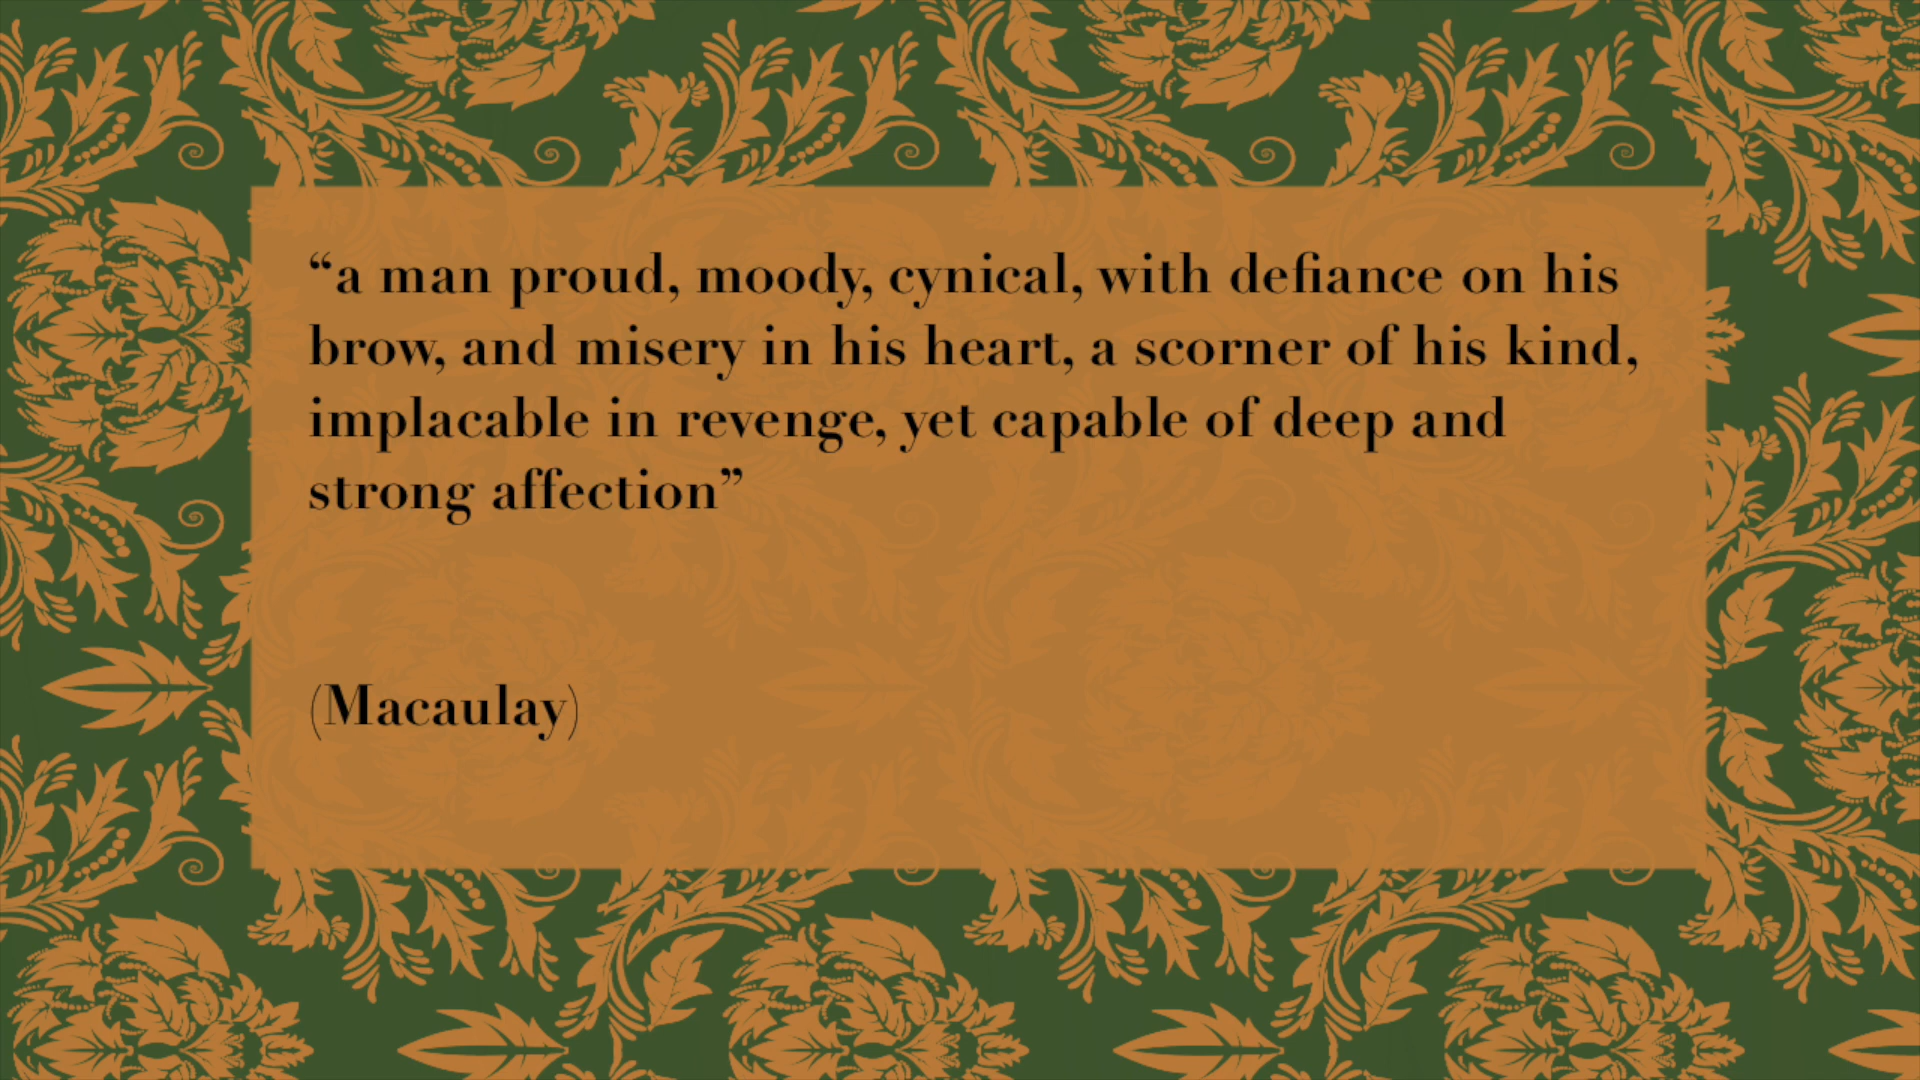 “a man proud, moody, cynical, with defiance on his
brow, and misery in his heart, a scorner of his kind,
implacable in revenge, yet capable of deep and
strong affection”
(Macaulay)